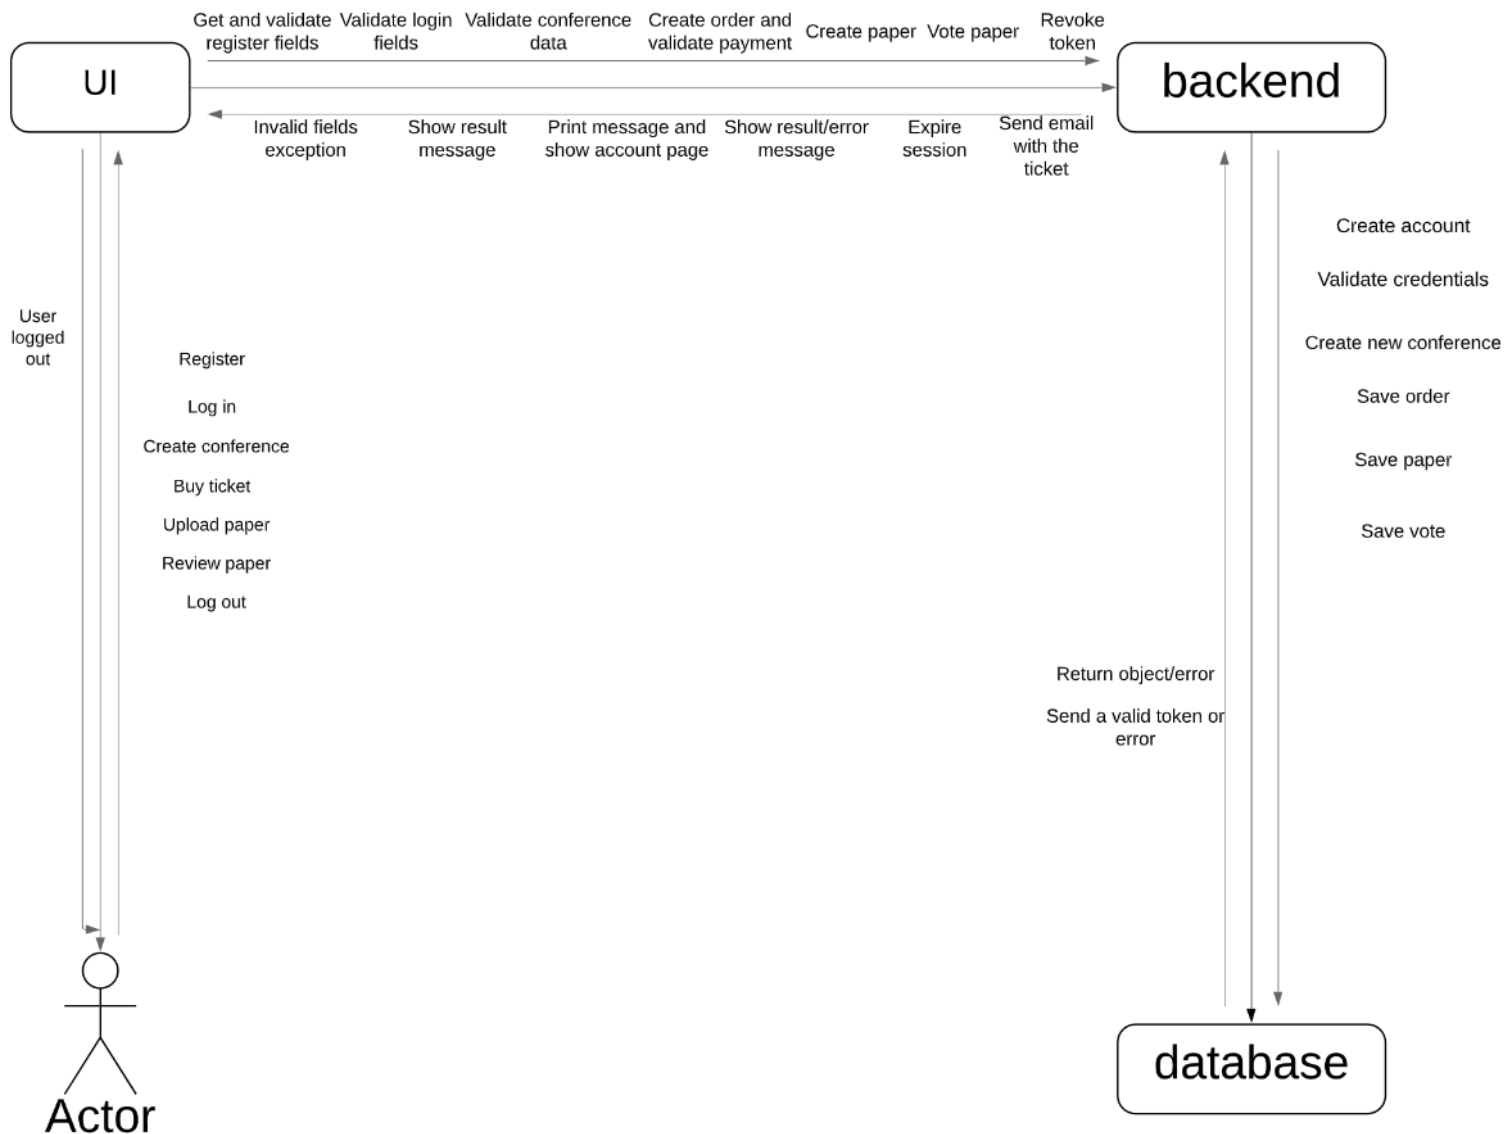 Get and validate
register fields
Validate login
fields
Validate conference
data
Create order and
validate payment
Create paper
Vote paper
Revoke
token
UI
backend
Invalid fields
exception
Show result
message
Print message and
show account page
Show result/error
message
Expire
session
Send email
with the
ticket
User
logged
out
Register
Log in
Create conference
Buy ticket
Upload paper
Review paper
Log out
Create account
Validate credentials
Create new conference
Save order
Save paper
Save vote
Return object/error
Send a valid token or
error
Actor
database